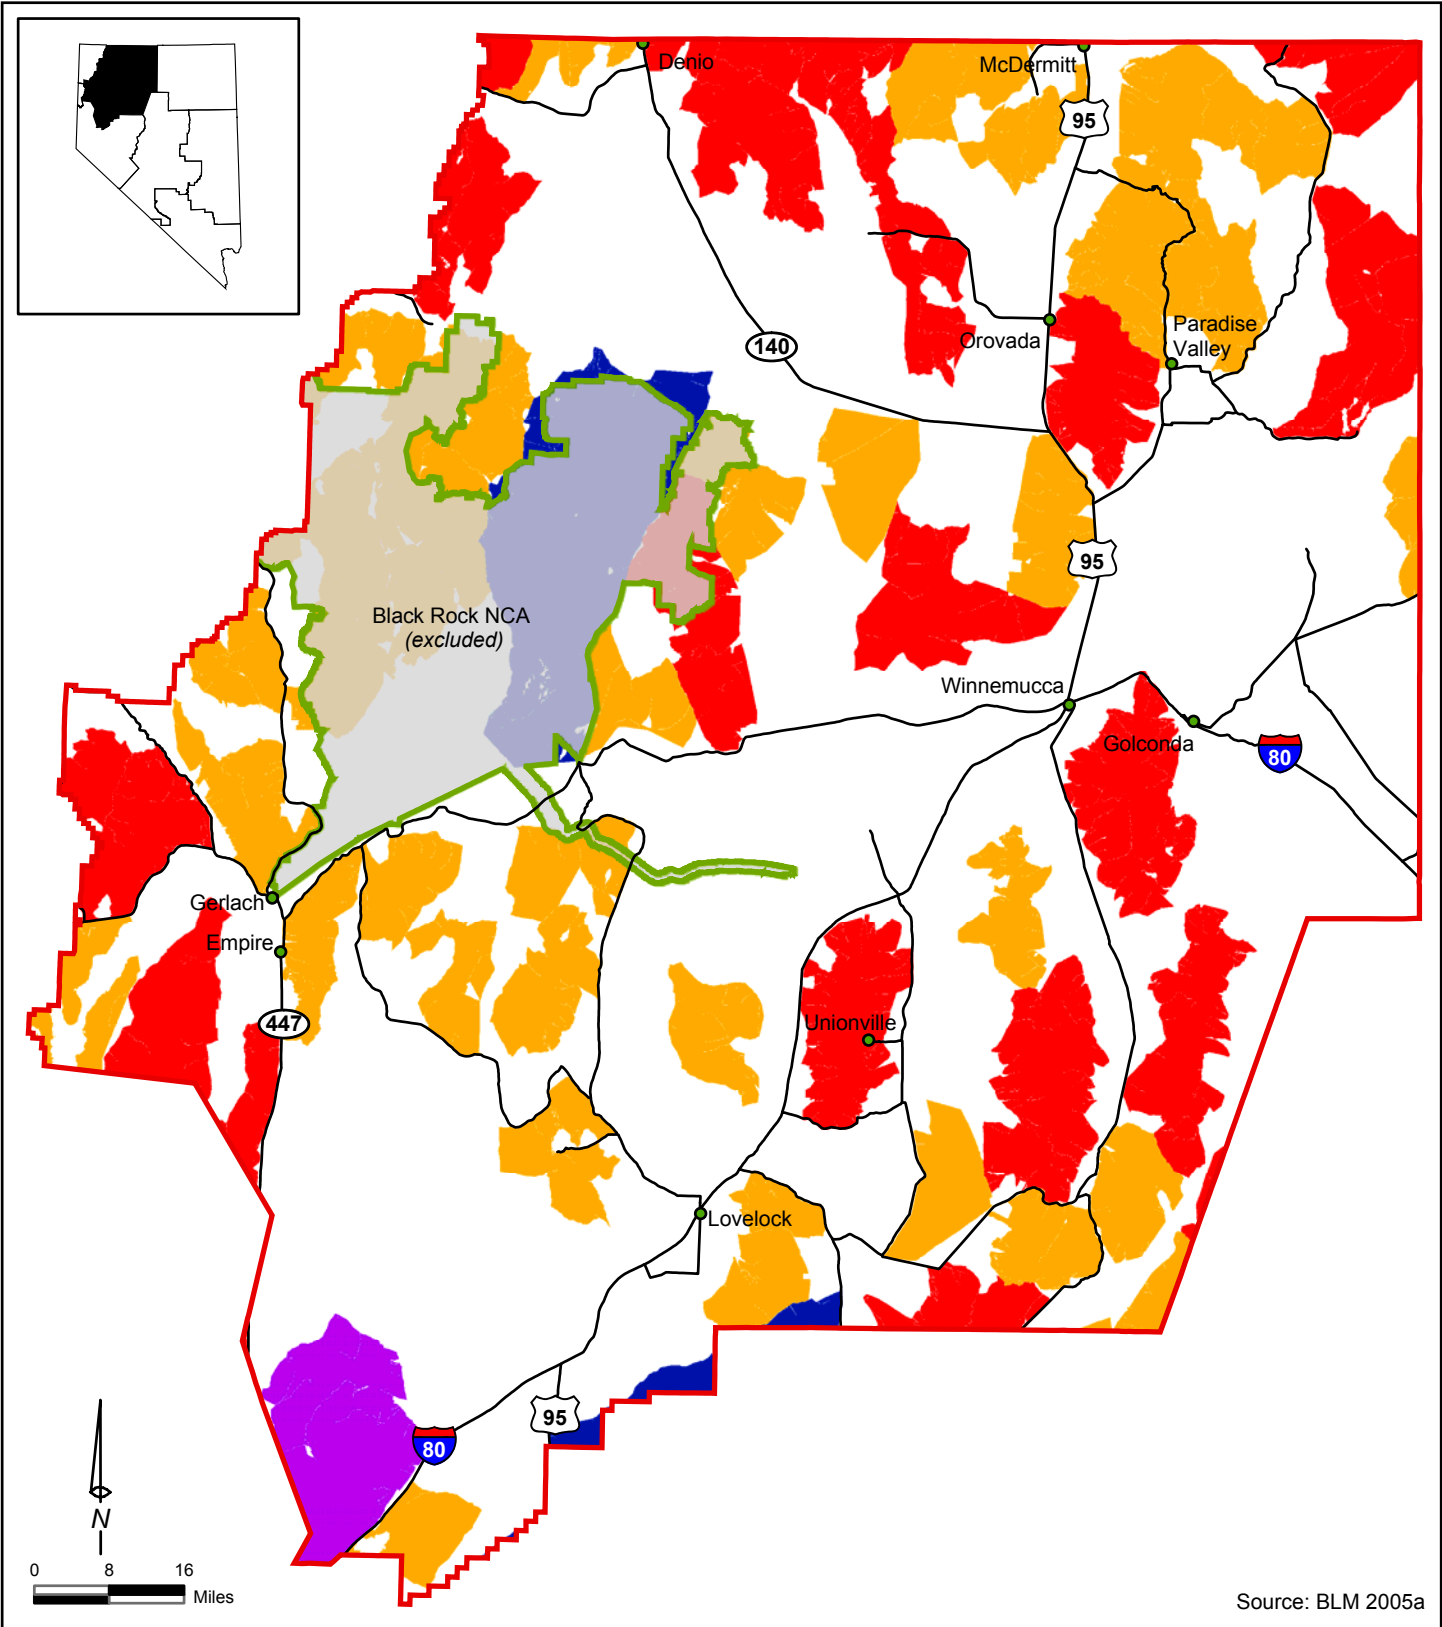 Denio
McDermitt
95
140
Orovada
Paradise
Valley
95
Black Rock NCA
(excluded)
Winnemucca
Golconda
80
Gerlach
Empire
447
Unionville
Lovelock
95
80
N
0 8 16
Miles
Source: BLM 2005a